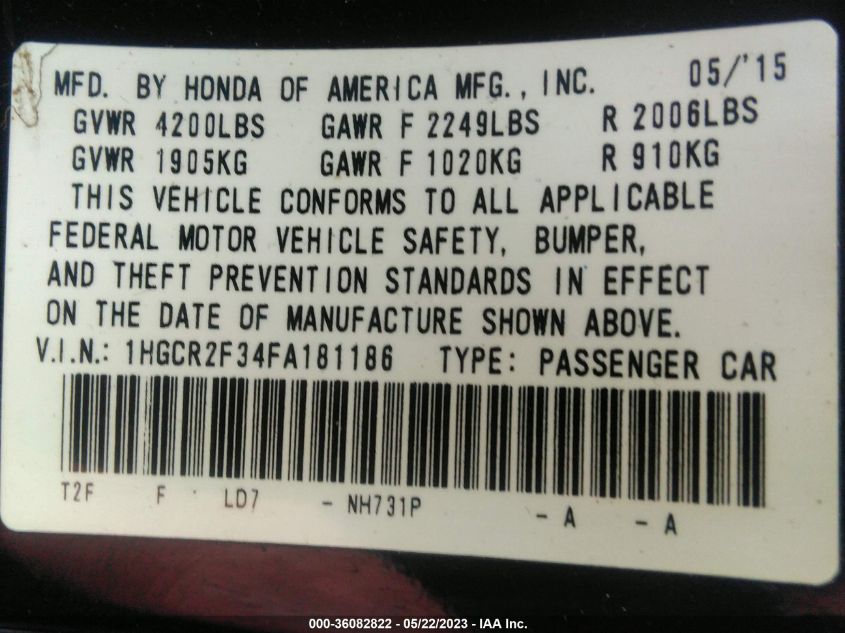 MFD. BY HONDA OF AMERICA MFG., INC. 05/'15
GVWR 4200LBS GAWR F 2249LBS R 2006LBS
GVWR 1905KG GAWR F 1020KG R 910KG
THIS VEHICLE CONFORMS TO ALL APPLICABLE
FEDERAL MOTOR VEHICLE SAFETY, BUMPER,
AND THEFT PREVENTION STANDARDS IN EFFECT
ON THE DATE OF MANUFACTURE SHOWN ABOVE.
V.I.N.: 1HGCR2F34FA181186 TYPE: PASSENGER CAR
T2F F LD7 - NH731P - A - A
000-36082822 - 05/22/2023 - IAA Inc.